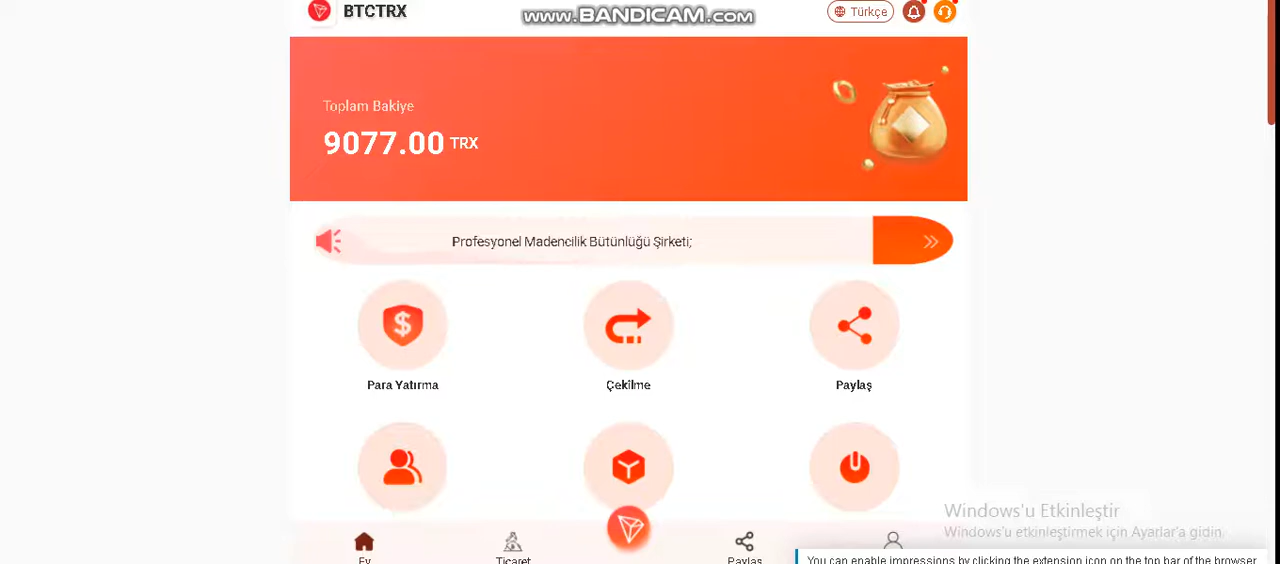 BTCTRX
www.BANDICAM.com
Türkçe
Toplam Bakiye
9077.00 TRX
Profesyonel Madencilik Bütünlüğü Şirketi;
Para Yatırma
Çekilme
Paylaş
Windows'u Etkinleştir
Windows'u etkinleştirmek için Ayarlar'a gidin.
Ev
Ticaret
Paylaş
You can enable impressions by clicking the extension icon on the top bar of the browser